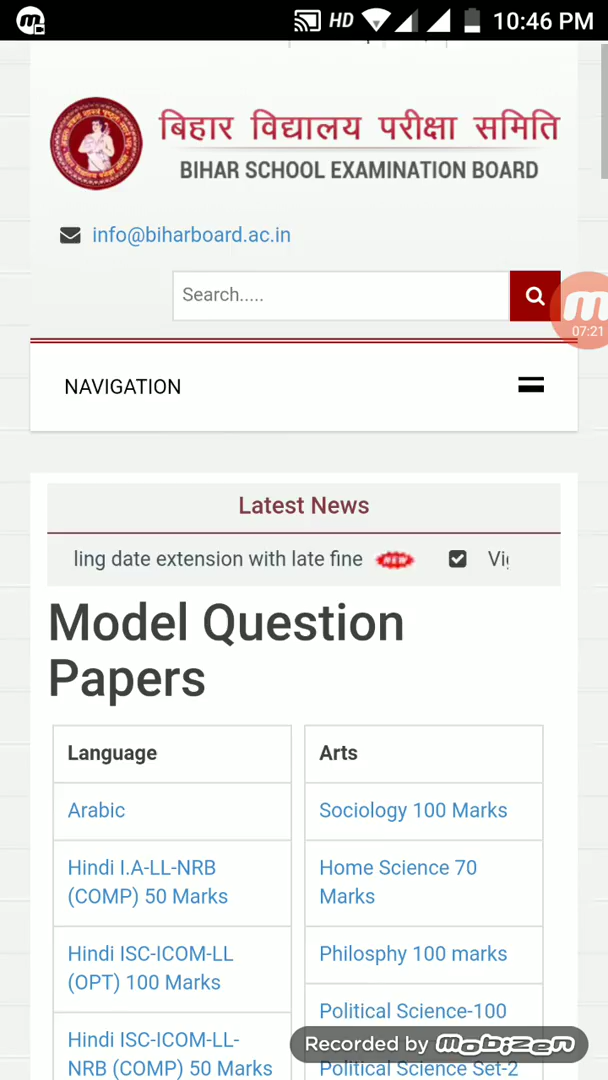 HD 10:46 PM
बिहार विद्यालय परीक्षा समिति
BIHAR SCHOOL EXAMINATION BOARD
info@biharboard.ac.in
Search.....
07:21
NAVIGATION
Latest News
ling date extension with late fine NEW
Model Question
Papers
Language
Arabic
Hindi I.A-LL-NRB
(COMP) 50 Marks
Hindi ISC-ICOM-LL
(OPT) 100 Marks
Hindi ISC-ICOM-LL-
NRB (COMP) 50 Marks
Arts
Sociology 100 Marks
Home Science 70
Marks
Philosphy 100 marks
Political Science-100
Political Science Set-2
Recorded by mobizen